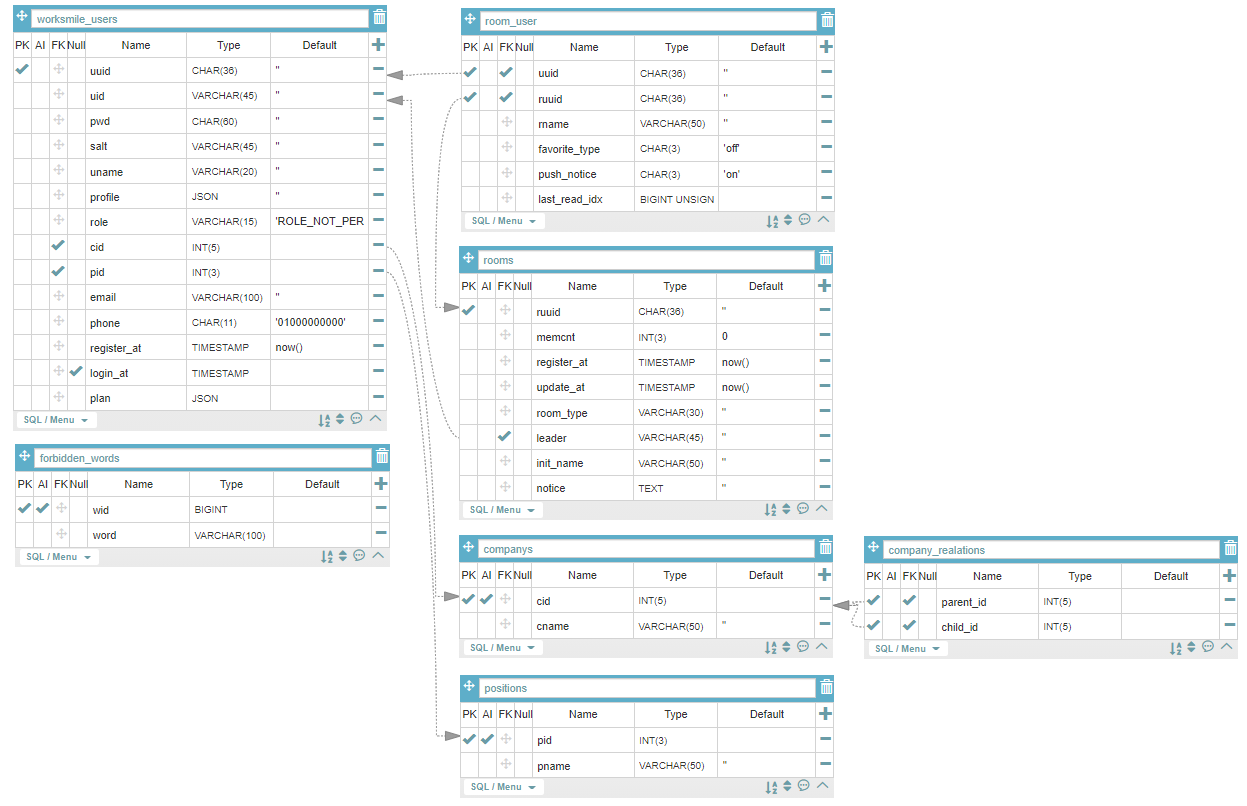 worksmile_users
PK AI FK Null Name Type Default
uuid CHAR(36) ''
uid VARCHAR(45) ''
pwd CHAR(60) ''
salt VARCHAR(45) ''
uname VARCHAR(20) ''
profile JSON ''
role VARCHAR(15) 'ROLE_NOT_PER
cid INT(5)
pid INT(3)
email VARCHAR(100) ''
phone CHAR(11) '01000000000'
register_at TIMESTAMP now()
login_at TIMESTAMP
plan JSON
SQL / Menu
forbidden_words
PK AI FK Null Name Type Default
wid BIGINT
word VARCHAR(100)
SQL / Menu
room_user
PK AI FK Null Name Type Default
uuid CHAR(36) ''
ruuid CHAR(36) ''
rname VARCHAR(50) ''
favorite_type CHAR(3) 'off'
push_notice CHAR(3) 'on'
last_read_idx BIGINT UNSIGN
SQL / Menu
rooms
PK AI FK Null Name Type Default
ruuid CHAR(36) ''
memcnt INT(3) 0
register_at TIMESTAMP now()
update_at TIMESTAMP now()
room_type VARCHAR(30) ''
leader VARCHAR(45) ''
init_name VARCHAR(50) ''
notice TEXT ''
SQL / Menu
companys
PK AI FK Null Name Type Default
cid INT(5)
cname VARCHAR(50) ''
SQL / Menu
company_realations
PK AI FK Null Name Type Default
parent_id INT(5)
child_id INT(5)
SQL / Menu
positions
PK AI FK Null Name Type Default
pid INT(3)
pname VARCHAR(50) ''
SQL / Menu